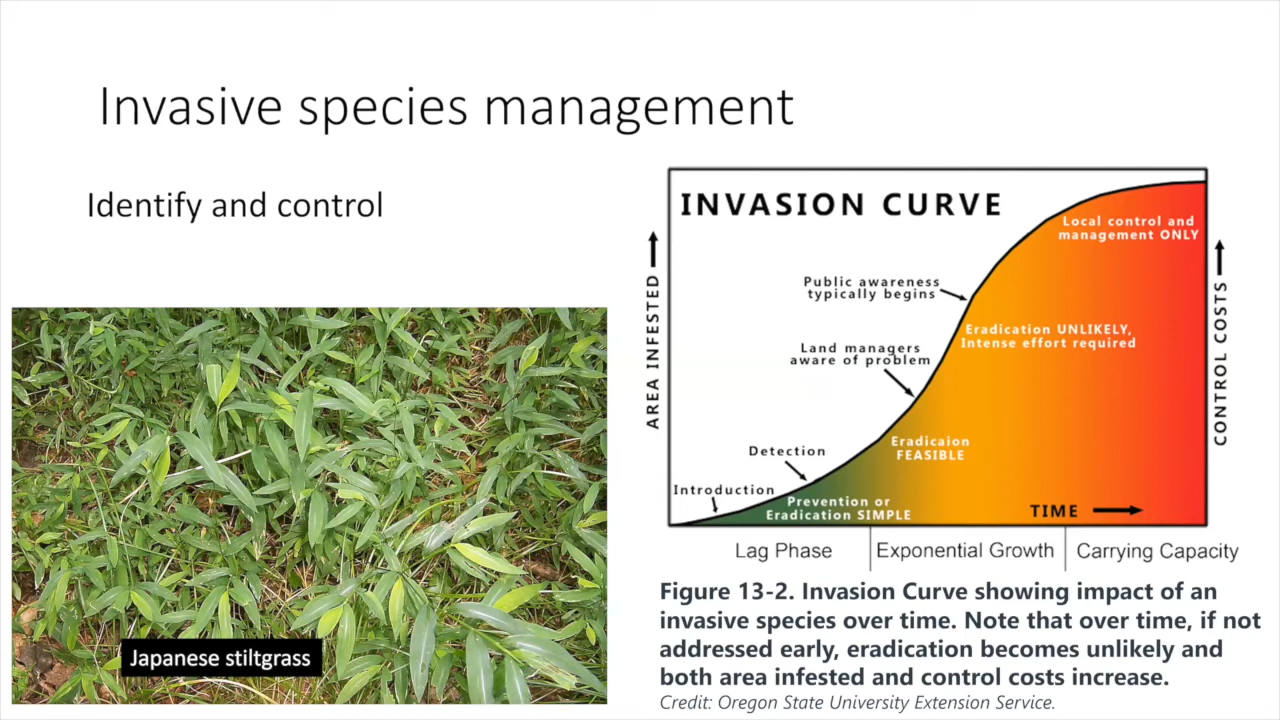 Invasive species management
Identify and control
Japanese stiltgrass
INVASION CURVE
AREA INFESTED
CONTROL COSTS
Local control and
management ONLY
Public awareness
typically begins
Eradication UNLIKELY,
Intense effort required
Land managers
aware of problem
Eradicaion
FEASIBLE
Detection
Introduction
Prevention or
Eradication SIMPLE
TIME
Lag Phase
Exponential Growth
Carrying Capacity
Figure 13-2. Invasion Curve showing impact of an
invasive species over time. Note that over time, if not
addressed early, eradication becomes unlikely and
both area infested and control costs increase.
Credit: Oregon State University Extension Service.